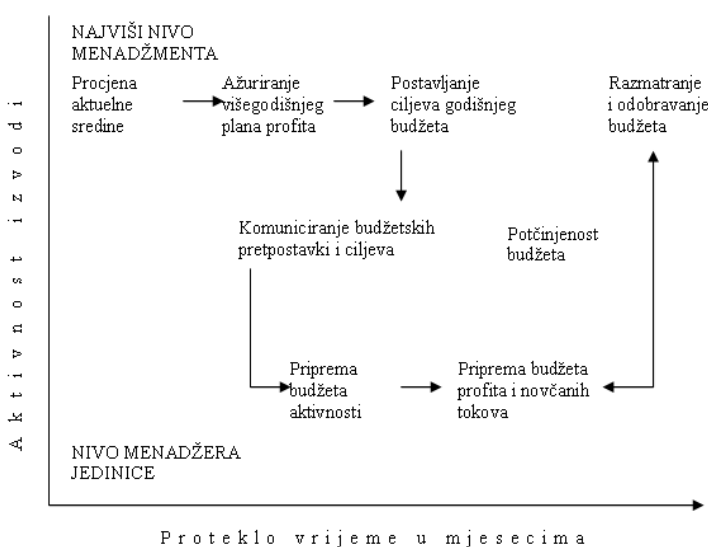 NAJVIŠI NIVO
MENADŽMENTA
Procjena
aktuelne
sredine
Ažuriranje
višegodišnjeg
plana profita
Postavljanje
ciljeva godišnjeg
budžeta
Razmatranje
i odobravanje
budžeta
Komuniciranje budžetskih
pretpostavki i ciljeva
Potčinjenost
budžeta
Priprema
budžeta
aktivnosti
Priprema budžeta
profita i novčanih
tokova
NIVO MENADŽERA
JEDINICE
Aktivnost izvodi
Proteklo vrijeme u mjesecima